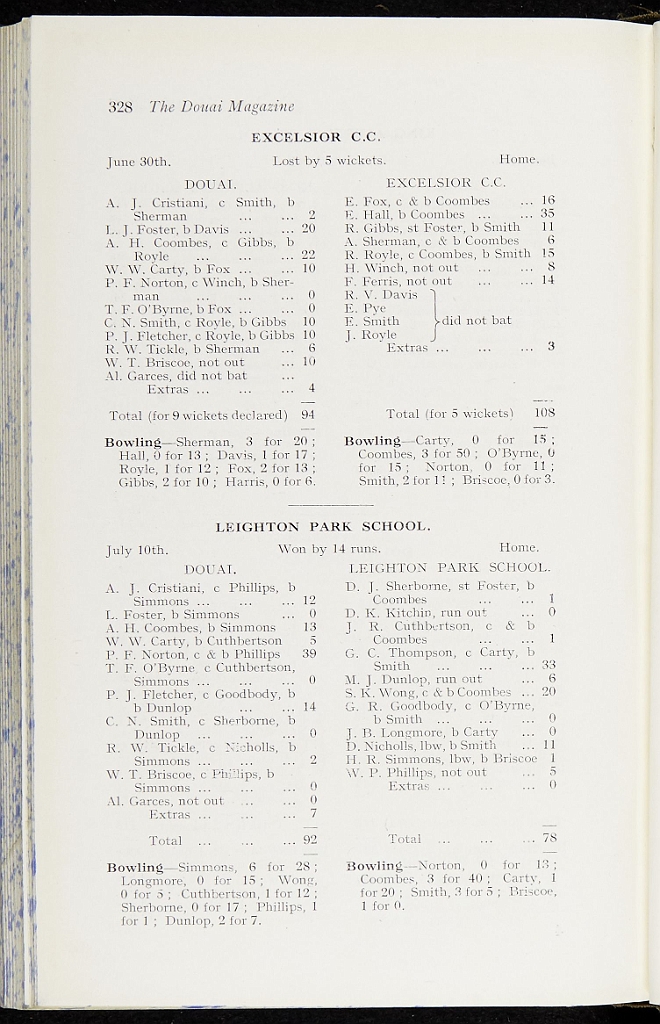 328 The Douai Magazine
EXCELSIOR C.C.
June 30th. Lost by 5 wickets. Home.
DOUAI.
A. J. Cristiani, c Smith, b
Sherman ... ... 2
L. J. Foster, b Davis ... ... 20
A. H. Coombes, c Gibbs, b
Royle ... ... ... 22
W. W. Carty, b Fox ... ... 10
P. F. Norton, c Winch, b Sher-
man ... ... ... 0
T. F. O'Byrne, b Fox ... ... 0
C. N. Smith, c Royle, b Gibbs 10
P. J. Fletcher, c Royle, b Gibbs 10
R. W. Tickle, b Sherman ... 6
W. T. Briscoe, not out ... 10
Al. Garces, did not bat ...
Extras ... ... ... 4
Total (for 9 wickets declared) 94
Bowling—Sherman, 3 for 20 ;
Hall, 0 for 13 ; Davis, 1 for 17 ;
Royle, 1 for 12 ; Fox, 2 for 13 ;
Gibbs, 2 for 10 ; Harris, 0 for 6.
EXCELSIOR C.C.
E. Fox, c & b Coombes ... 16
E. Hall, b Coombes ... ... 35
R. Gibbs, st Foster, b Smith 11
A. Sherman, c & b Coombes 6
R. Royle, c Coombes, b Smith 15
H. Winch, not out ... ... 8
F. Ferris, not out ... ... 14
R. V. Davis
E. Pye
E. Smith did not bat
J. Royle
Extras ... ... ... 3
Total (for 5 wickets) 108
Bowling—Carty, 0 for 15 ;
Coombes, 3 for 50 ; O'Byrne, 0
for 15 ; Norton, 0 for 11 ;
Smith, 2 for 11 ; Briscoe, 0 for 3.
LEIGHTON PARK SCHOOL.
July 10th. Won by 14 runs. Home.
DOUAI.
A. J. Cristiani, c Phillips, b
Simmons ... ... ... 12
L. Foster, b Simmons ... 0
A. H. Coombes, b Simmons 13
W. W. Carty, b Cuthbertson 5
P. F. Norton, c & b Phillips 39
T. F. O'Byrne c Cuthbertson,
Simmons ... ... ... 0
P. J. Fletcher, c Goodbody, b
b Dunlop ... ... 14
C. N. Smith, c Sherborne, b
Dunlop ... ... ... 0
R. W. Tickle, c Nicholls, b
Simmons ... ... ... 2
W. T. Briscoe, c Phillips, b
Simmons ... ... ... 0
Al. Garces, not out ... ... 0
Extras ... ... ... 7
Total ... ... ... 92
Bowling—Simmons, 6 for 28 ;
Longmore, 0 for 15 ; Wong,
0 for 5 ; Cuthbertson, 1 for 12 ;
Sherborne, 0 for 17 ; Phillips, 1
for 1 ; Dunlop, 2 for 7.
LEIGHTON PARK SCHOOL.
D. J. Sherborne, st Foster, b
Coombes ... ... 1
D. K. Kitchin, run out ... 0
J. R. Cuthbertson, c & b
Coombes ... ... 1
G. C. Thompson, c Carty, b
Smith ... ... ... 33
M. J. Dunlop, run out ... 6
S. K. Wong, c & b Coombes ... 20
G. R. Goodbody, c O'Byrne,
b Smith ... ... ... 0
J. B. Longmore, b Carty ... 0
D. Nicholls, lbw, b Smith ... 11
H. R. Simmons, lbw, b Briscoe 1
W. P. Phillips, not out ... 5
Extras ... ... ... 0
Total ... ... ... 78
Bowling—Norton, 0 for 13 ;
Coombes, 3 for 40 ; Carty, 1
for 20 ; Smith, 3 for 5 ; Briscoe,
1 for 0.